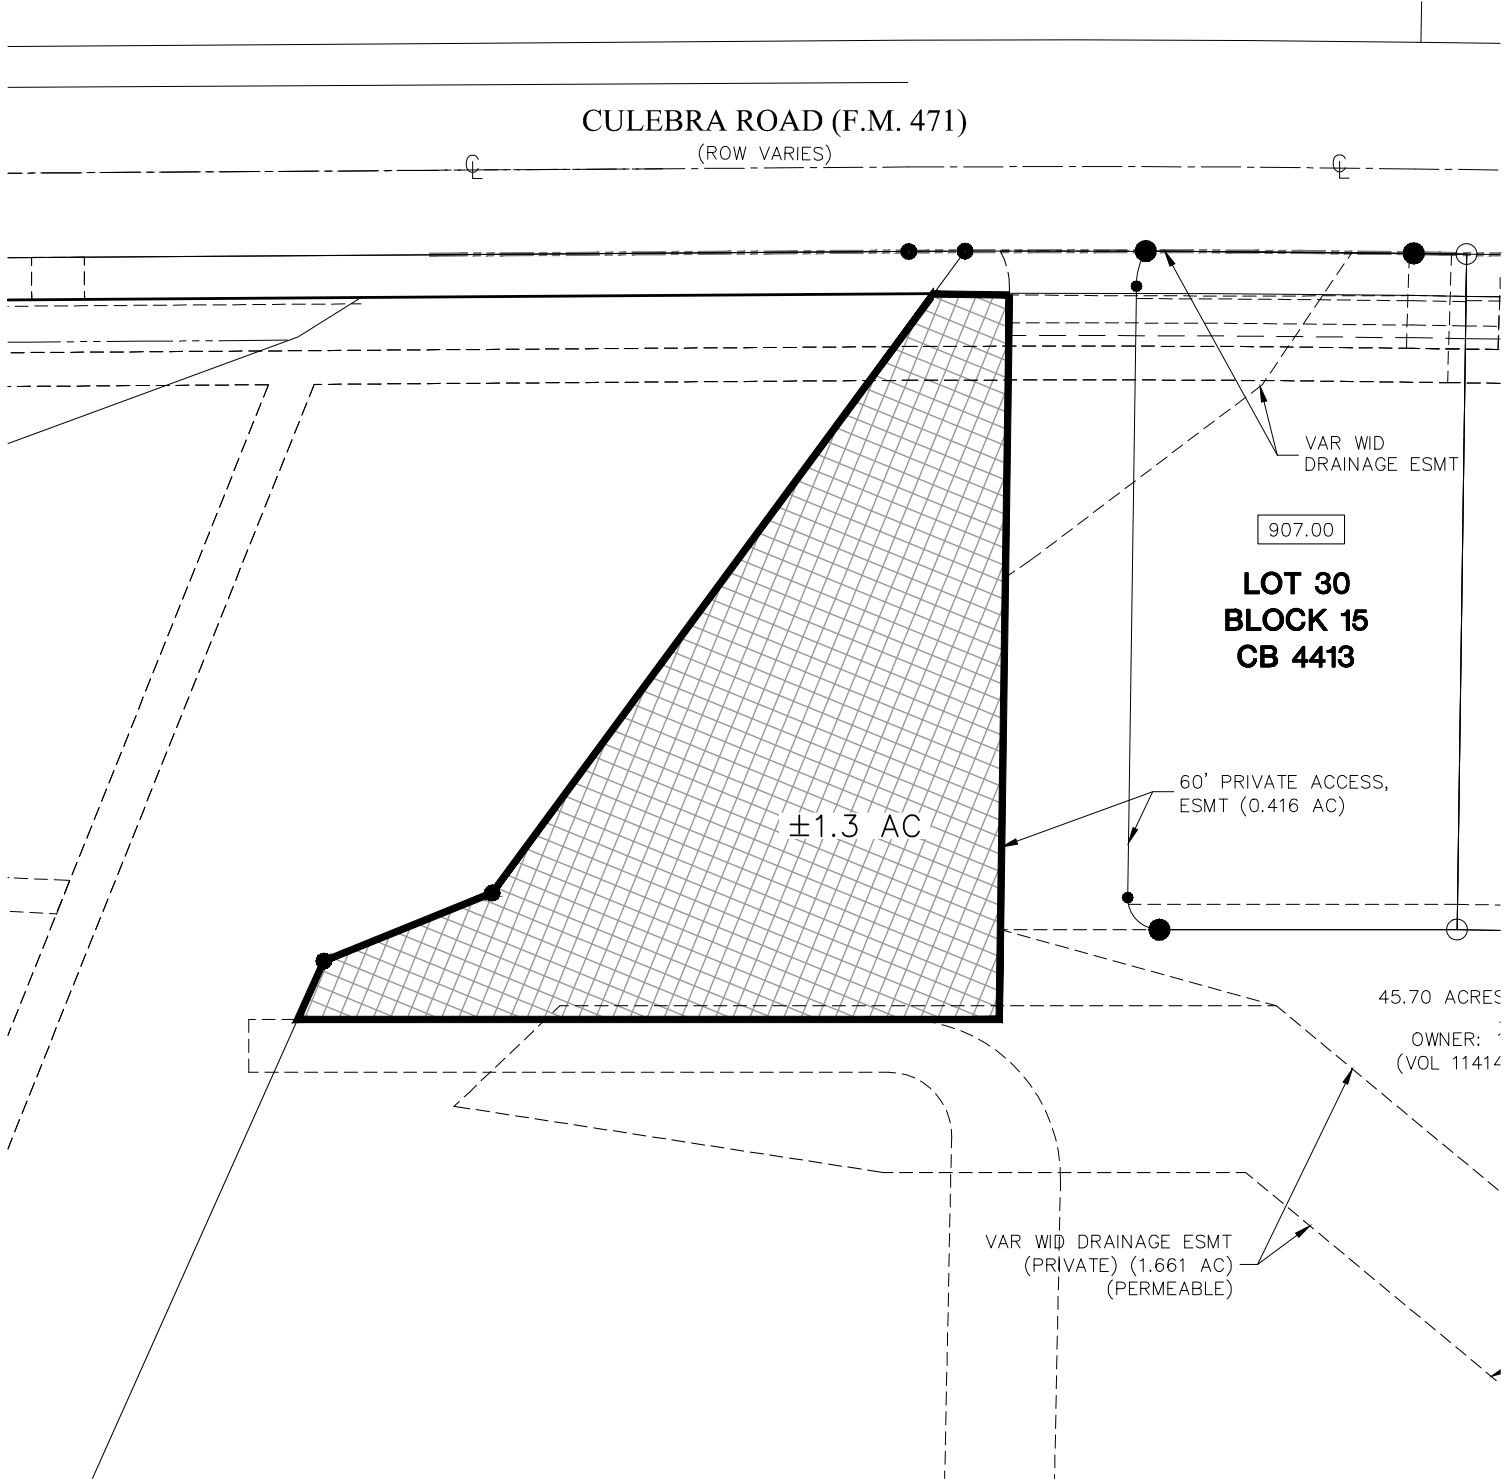 CULEBRA ROAD (F.M. 471)
(ROW VARIES)
VAR WID
DRAINAGE ESMT
907.00
LOT 30
BLOCK 15
CB 4413
60' PRIVATE ACCESS,
ESMT (0.416 AC)
±1.3 AC
45.70 ACRES
OWNER:
(VOL 11414
VAR WID DRAINAGE ESMT
(PRIVATE) (1.661 AC)
(PERMEABLE)